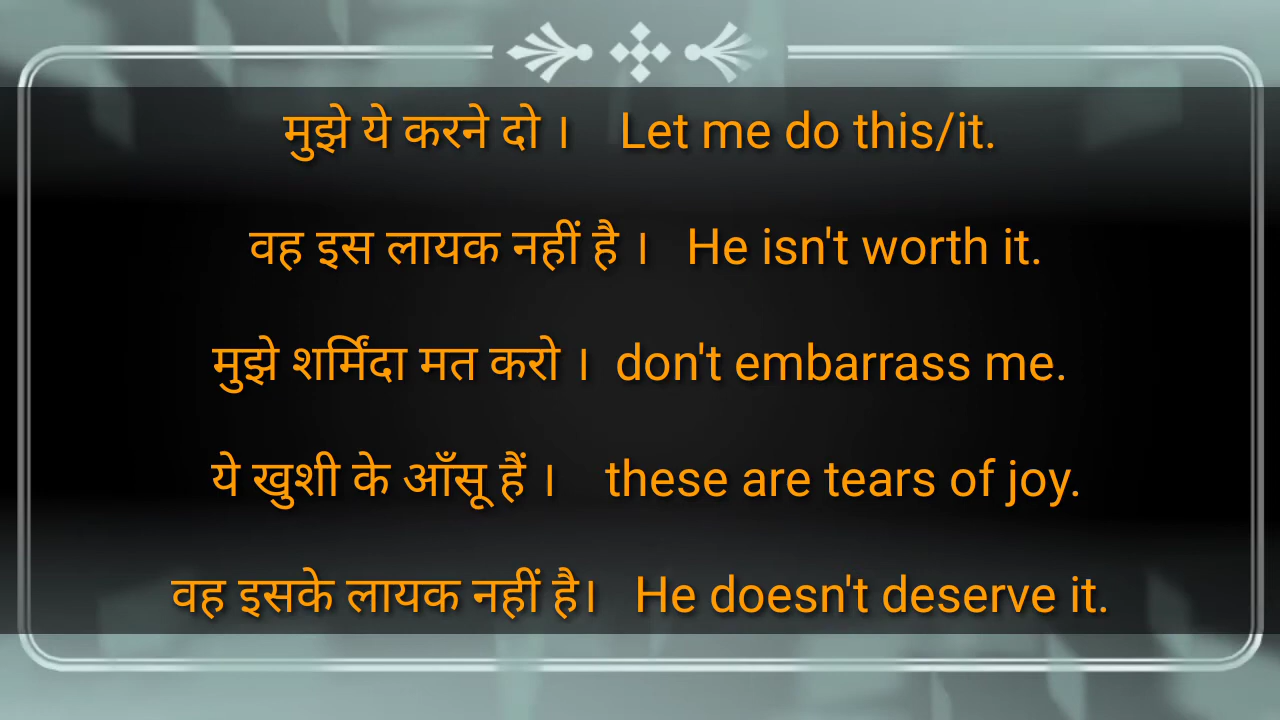 मुझे ये करने दो । Let me do this/it.
वह इस लायक नहीं है । He isn't worth it.
मुझे शर्मिंदा मत करो । don't embarrass me.
ये खुशी के आँसू हैं । these are tears of joy.
वह इसके लायक नहीं है। He doesn't deserve it.